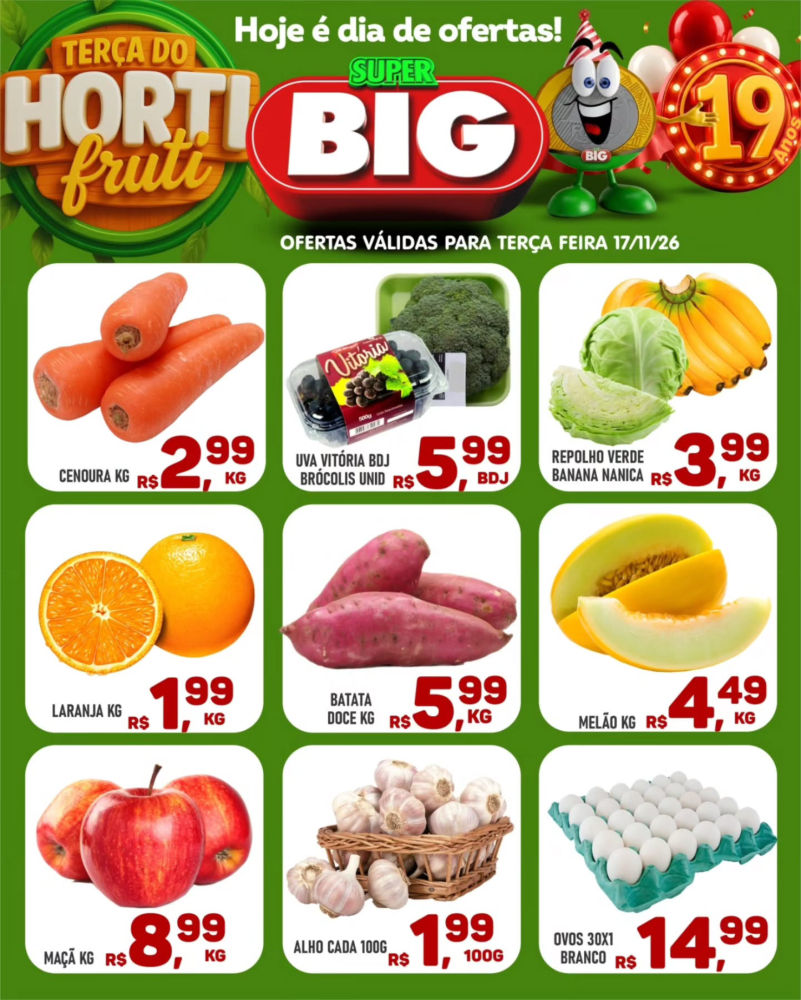 Hoje é dia de ofertas!
TERÇA DO
HORTI
fruti
SUPER
BIG
BIG
19
Anos
OFERTAS VÁLIDAS PARA TERÇA FEIRA 17/11/26
CENOURA KG
R$ 2,99 KG
Vitória
500g
UVA VITÓRIA BDJ
BRÓCOLIS UNID
R$ 5,99 BDJ
REPOLHO VERDE
BANANA NANICA
R$ 3,99 KG
LARANJA KG
R$ 1,99 KG
BATATA
DOCE KG
R$ 5,99 KG
MELÃO KG
R$ 4,49 KG
MAÇÃ KG
R$ 8,99 KG
ALHO CADA 100G
R$ 1,99 100G
OVOS 30X1
BRANCO
R$ 14,99